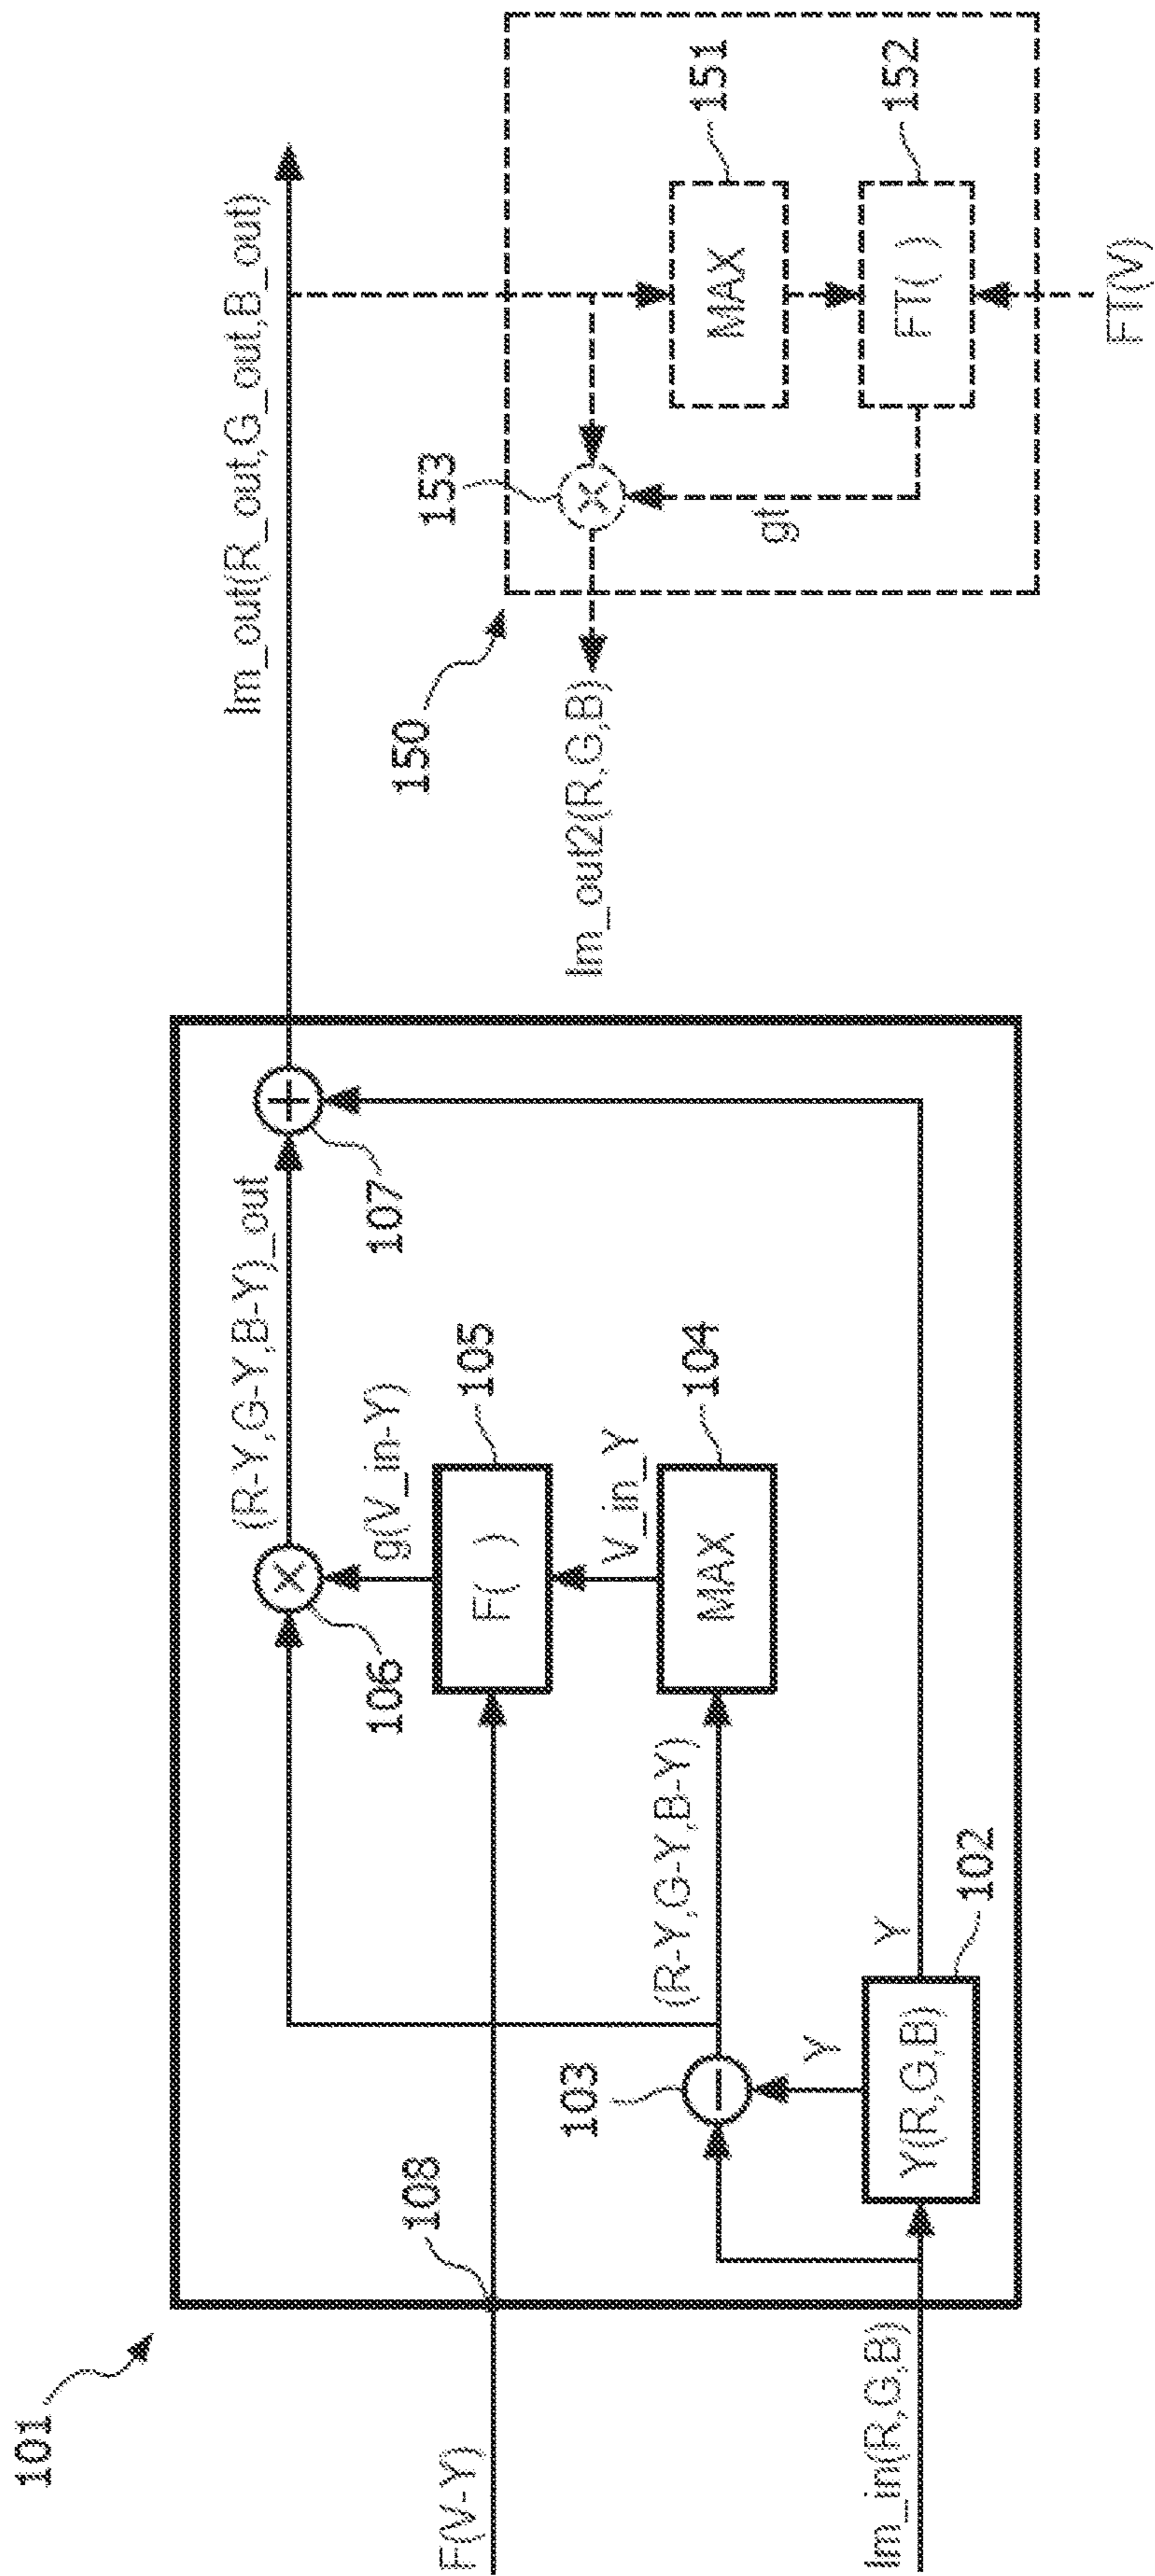 101
F(V-Y)
Im_in(R,G,B)
108
103
Y
Y(R,G,B)
102
Y
(R-Y,G-Y,B-Y)
106
F( )
105
g(V_in-Y)
MAX
104
V_in_Y
(R-Y,G-Y,B-Y)_out
107
Im_out(R_out,G_out,B_out)
150
Im_out2(R,G,B)
153
gt
MAX
151
FT( )
152
FT(V)